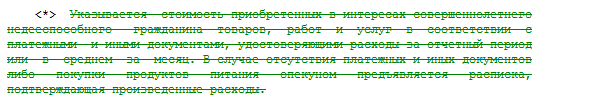 <*> Указывается стоимость приобретенных в интересах совершеннолетнего
недееспособного гражданина товаров, работ и услуг в соответствии с
платежными и иными документами, удостоверяющими расходы за отчетный период
или в среднем за месяц. В случае отсутствия платежных и иных документов
либо покупки продуктов питания опекуном предъявляется расписка,
подтверждающая произведенные расходы.